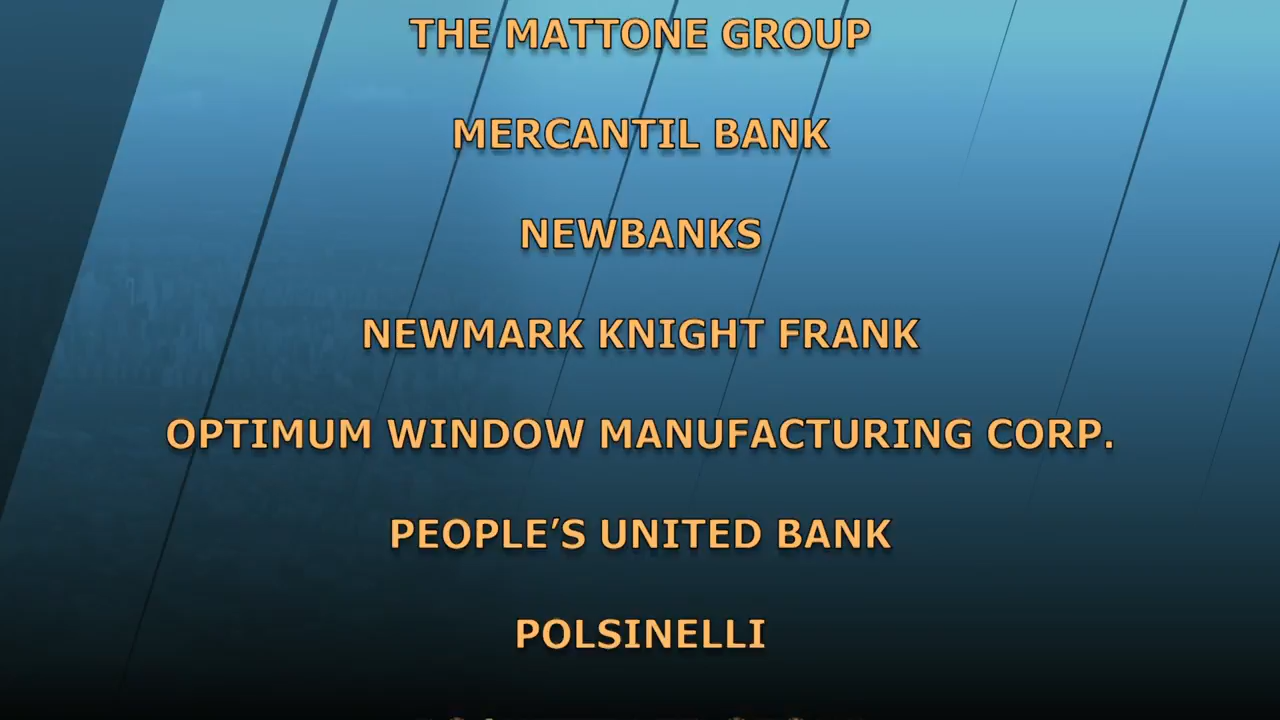 THE MATTONE GROUP
MERCANTIL BANK
NEWBANKS
NEWMARK KNIGHT FRANK
OPTIMUM WINDOW MANUFACTURING CORP.
PEOPLE’S UNITED BANK
POLSINELLI